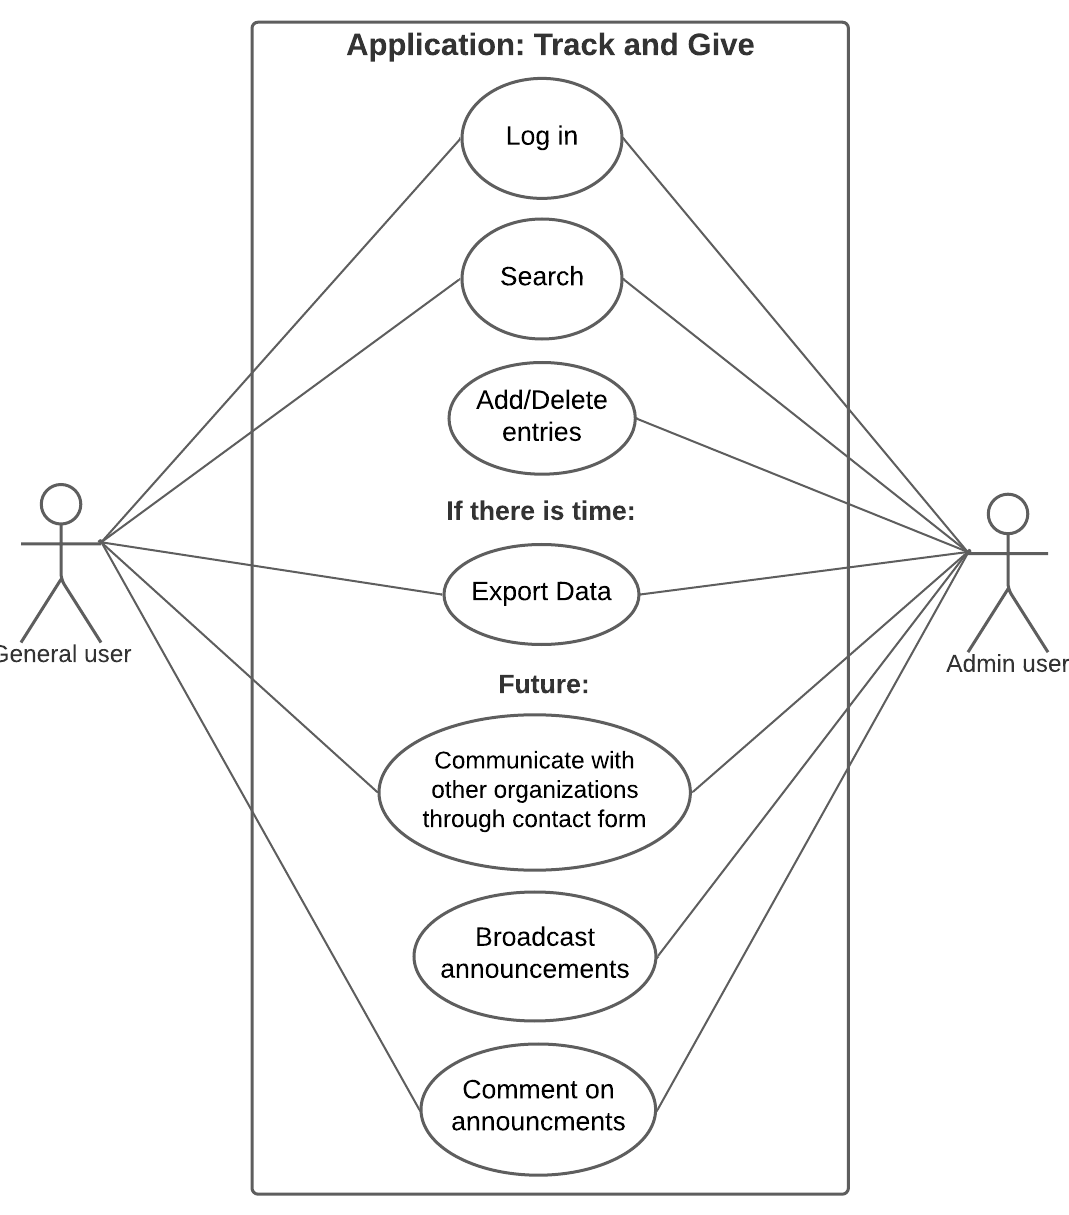 Application: Track and Give
Log in
Search
Add/Delete
entries
If there is time:
Export Data
General user
Admin user
Future:
Communicate with
other organizations
through contact form
Broadcast
announcements
Comment on
announcments